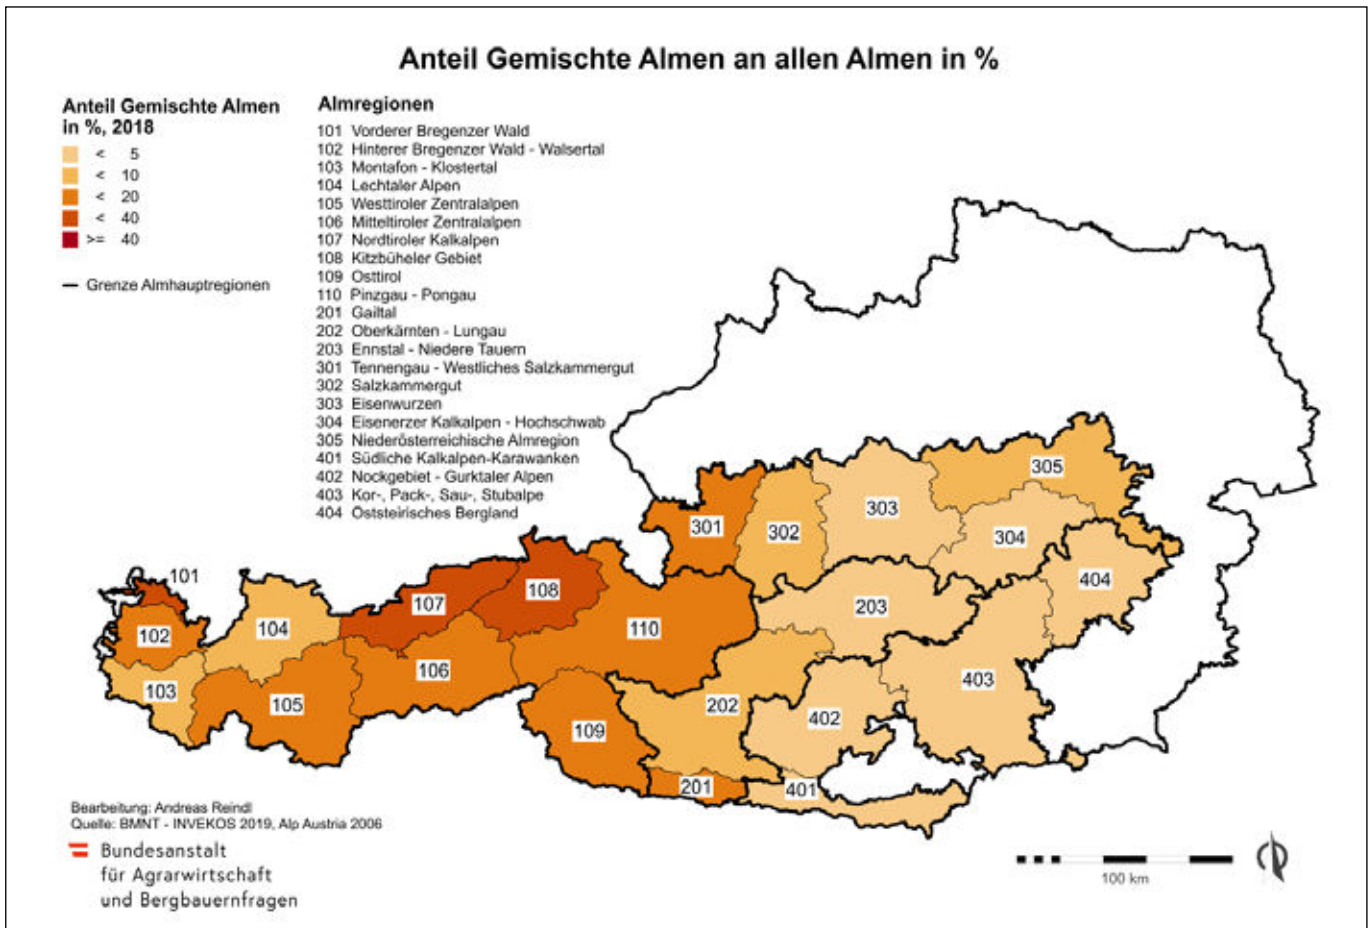 Anteil Gemischte Almen an allen Almen in %
Anteil Gemischte Almen
in %, 2018
< 5
< 10
< 20
< 40
>= 40
Grenze Almhauptregionen
Almregionen
101 Vorderer Bregenzer Wald
102 Hinterer Bregenzer Wald - Walsertal
103 Montafon - Klostertal
104 Lechtaler Alpen
105 Westtiroler Zentralalpen
106 Mitteltiroler Zentralalpen
107 Nordtiroler Kalkalpen
108 Kitzbüheler Gebiet
109 Osttirol
110 Pinzgau - Pongau
201 Gailtal
202 Oberkärnten - Lungau
203 Ennstal - Niedere Tauern
301 Tennengau - Westliches Salzkammergut
302 Salzkammergut
303 Eisenwurzen
304 Eisenerzer Kalkalpen - Hochschwab
305 Niederösterreichische Almregion
401 Südliche Kalkalpen-Karawanken
402 Nockgebiet - Gurktaler Alpen
403 Kor-, Pack-, Sau-, Stubalpe
404 Oststeirisches Bergland
305
303
301
302
304
101
404
108
107
203
102
104
110
106
403
103
105
202
402
109
201
401
Bearbeitung: Andreas Reindl
Quelle: BMNT - INVEKOS 2019, Alp Austria 2006
Bundesanstalt
für Agrarwirtschaft
und Bergbauernfragen
100 km